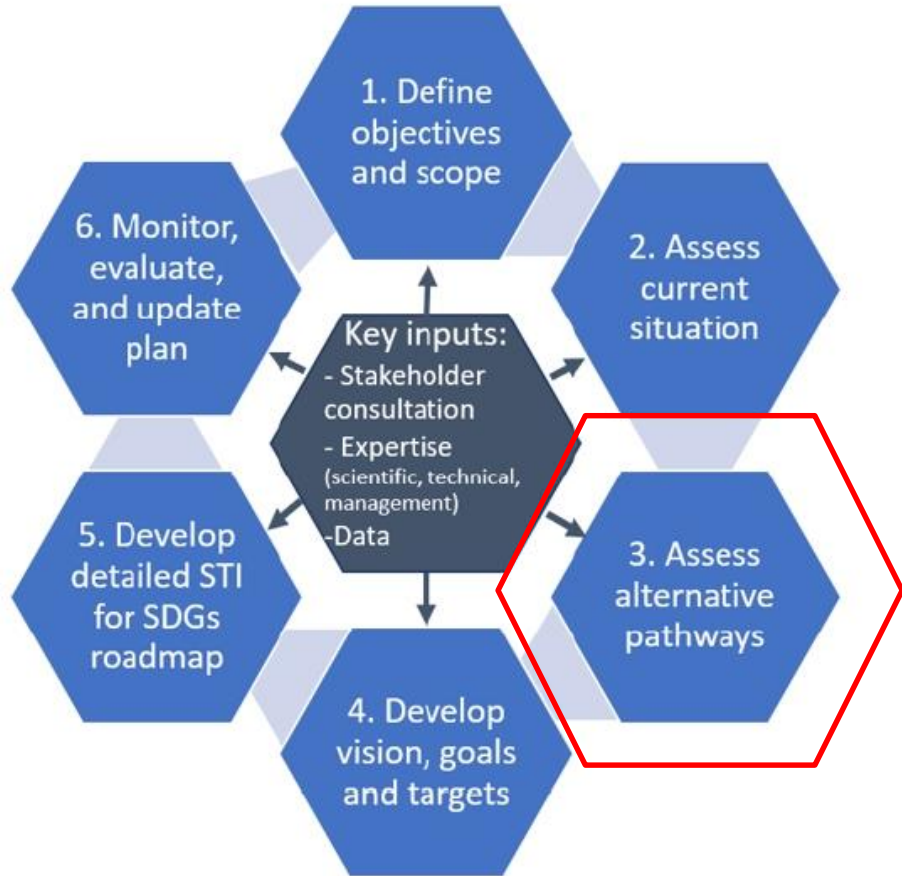 1. Define
objectives
and scope
2. Assess
current
situation
3. Assess
alternative
pathways
4. Develop
vision, goals
and targets
5. Develop
detailed STI
for SDGs
roadmap
6. Monitor,
evaluate,
and update
plan
Key inputs:
- Stakeholder
consultation
- Expertise
(scientific, technical,
management)
-Data